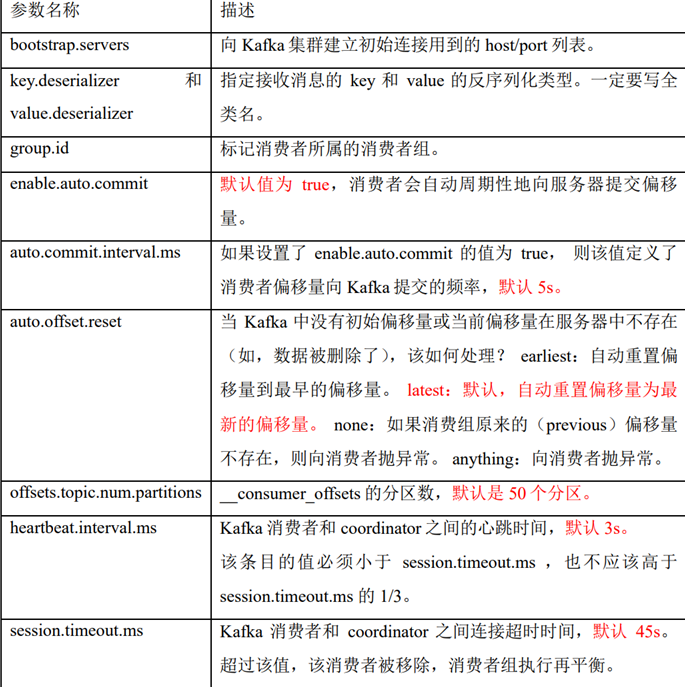 参数名称 描述
bootstrap.servers 向 Kafka 集群建立初始连接用到的 host/port 列表。
key.deserializer 和 指定接收消息的 key 和 value 的反序列化类型。一定要写全
value.deserializer 类名。
group.id 标记消费者所属的消费者组。
enable.auto.commit 默认值为 true，消费者会自动周期性地向服务器提交偏移
量。
auto.commit.interval.ms 如果设置了 enable.auto.commit 的值为 true， 则该值定义了
消费者偏移量向 Kafka 提交的频率，默认 5s。
auto.offset.reset 当 Kafka 中没有初始偏移量或当前偏移量在服务器中不存在
（如，数据被删除了），该如何处理？ earliest：自动重置偏
移量到最早的偏移量。 latest：默认，自动重置偏移量为最
新的偏移量。 none：如果消费组原来的（previous）偏移量
不存在，则向消费者抛异常。 anything：向消费者抛异常。
offsets.topic.num.partitions __consumer_offsets 的分区数，默认是 50 个分区。
heartbeat.interval.ms Kafka 消费者和 coordinator 之间的心跳时间，默认 3s。
该条目的值必须小于 session.timeout.ms ，也不应该高于
session.timeout.ms 的 1/3。
session.timeout.ms Kafka 消费者和 coordinator 之间连接超时时间，默认 45s。
超过该值，该消费者被移除，消费者组执行再平衡。